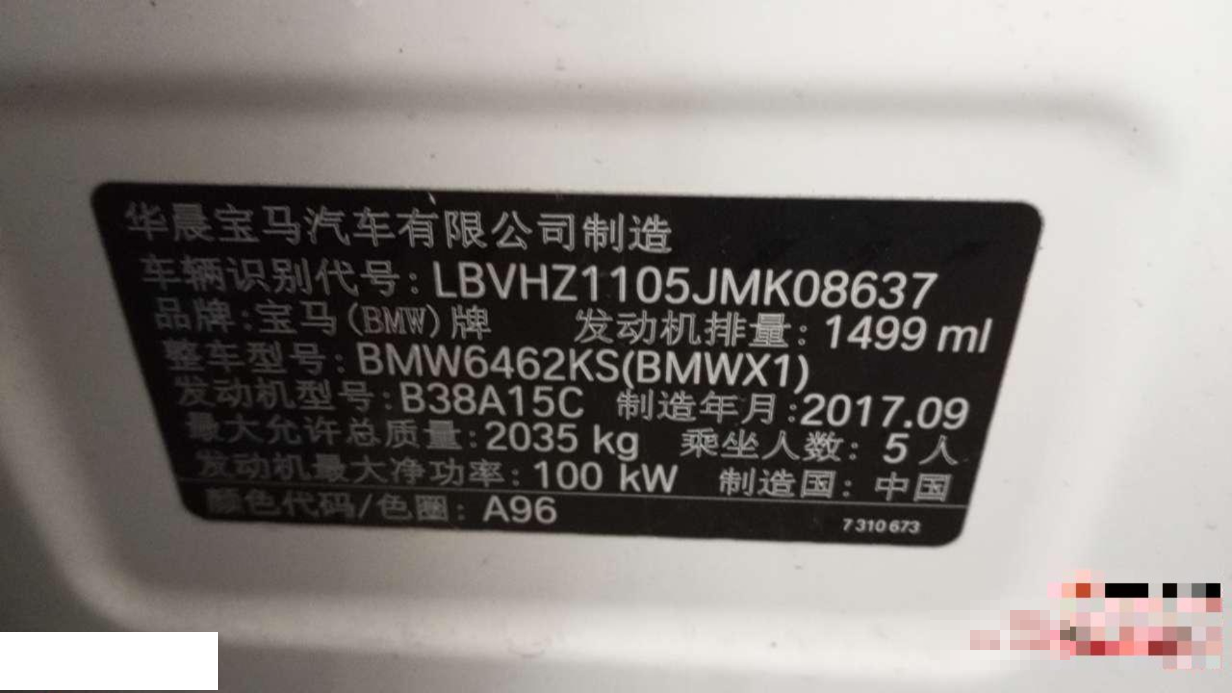 华晨宝马汽车有限公司制造
车辆识别代号：LBVHZ1105JMK08637
品牌：宝马(BMW)牌 发动机排量：1499 ml
整车型号：BMW6462KS(BMWX1)
发动机型号：B38A15C 制造年月：2017.09
最大允许总质量：2035 kg 乘坐人数：5 人
发动机最大净功率：100 kW 制造国：中国
颜色代码/色圈：A96 7 310 673